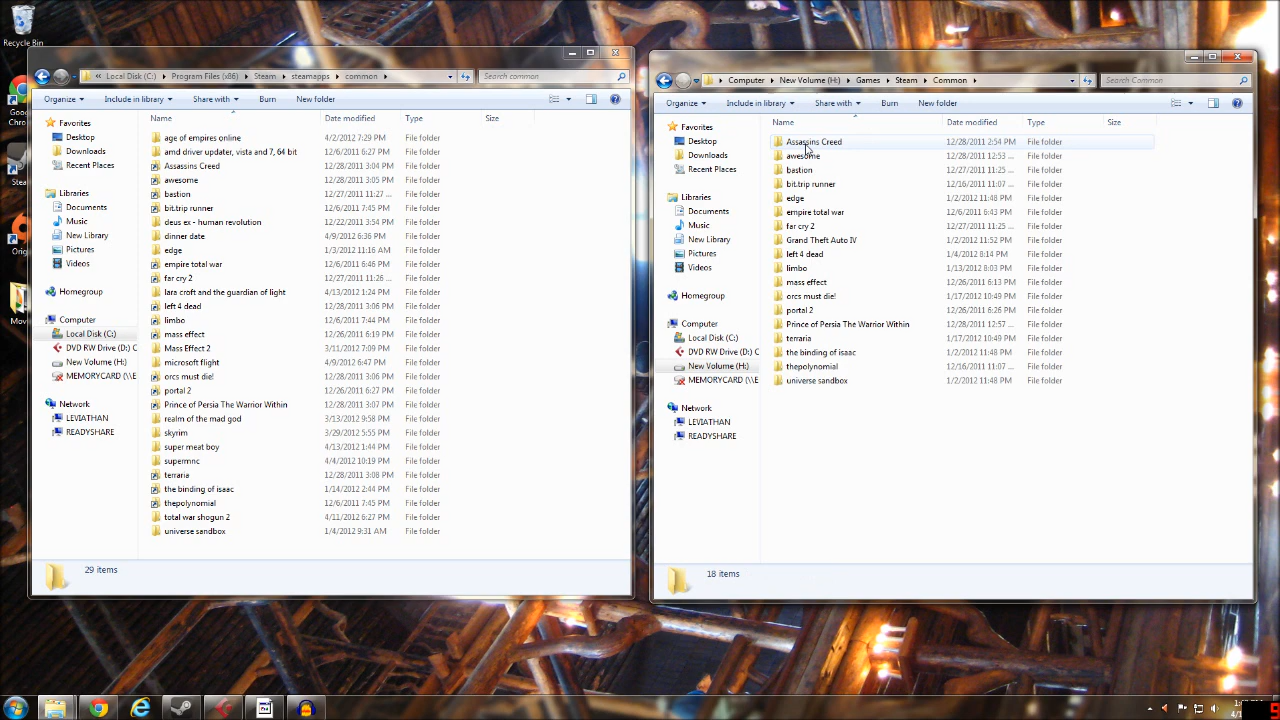 Recycle Bin
Goo
Chr
Stea
Orig
Mov
« Local Disk (C:) ▸ Program Files (x86) ▸ Steam ▸ steamapps ▸ common ▸
Search common
Organize Include in library Share with Burn New folder
Favorites
Desktop
Downloads
Recent Places
Libraries
Documents
Music
New Library
Pictures
Videos
Homegroup
Computer
Local Disk (C:)
DVD RW Drive (D:) C
New Volume (H:)
MEMORYCARD (\\E
Network
LEVIATHAN
READYSHARE
Name Date modified Type Size
age of empires online 4/2/2012 7:29 PM File folder
amd driver updater, vista and 7, 64 bit 12/6/2011 6:27 PM File folder
Assassins Creed 12/28/2011 3:04 PM File folder
awesome 12/28/2011 3:05 PM File folder
bastion 12/27/2011 11:27 ... File folder
bit.trip runner 12/6/2011 7:45 PM File folder
deus ex - human revolution 12/22/2011 3:54 PM File folder
dinner date 4/9/2012 6:36 PM File folder
edge 1/3/2012 11:16 AM File folder
empire total war 12/6/2011 6:46 PM File folder
far cry 2 12/27/2011 11:26 ... File folder
lara croft and the guardian of light 4/13/2012 1:24 PM File folder
left 4 dead 12/28/2011 3:06 PM File folder
limbo 1/6/2012 7:44 PM File folder
mass effect 12/26/2011 6:19 PM File folder
Mass Effect 2 3/11/2012 7:09 PM File folder
microsoft flight 4/9/2012 6:47 PM File folder
orcs must die! 12/28/2011 3:06 PM File folder
portal 2 12/26/2011 6:27 PM File folder
Prince of Persia The Warrior Within 12/28/2011 3:07 PM File folder
realm of the mad god 3/13/2012 9:58 PM File folder
skyrim 3/29/2012 5:55 PM File folder
super meat boy 4/13/2012 1:44 PM File folder
supermnc 4/4/2012 10:19 PM File folder
terraria 12/28/2011 3:08 PM File folder
the binding of isaac 1/14/2012 2:44 PM File folder
thepolynomial 12/6/2011 7:45 PM File folder
total war shogun 2 4/11/2012 6:27 PM File folder
universe sandbox 1/4/2012 9:31 AM File folder
29 items
▸ Computer ▸ New Volume (H:) ▸ Games ▸ Steam ▸ Common ▸
Search Common
Organize Include in library Share with Burn New folder
Favorites
Desktop
Downloads
Recent Places
Libraries
Documents
Music
New Library
Pictures
Videos
Homegroup
Computer
Local Disk (C:)
DVD RW Drive (D:) C
New Volume (H:)
MEMORYCARD (\\E
Network
LEVIATHAN
READYSHARE
Name Date modified Type Size
Assassins Creed 12/28/2011 2:54 PM File folder
awesome 12/28/2011 12:53 ... File folder
bastion 12/27/2011 11:25 ... File folder
bit.trip runner 12/16/2011 11:07 ... File folder
edge 1/2/2012 11:48 PM File folder
empire total war 12/6/2011 6:43 PM File folder
far cry 2 12/27/2011 11:25 ... File folder
Grand Theft Auto IV 1/2/2012 11:52 PM File folder
left 4 dead 1/4/2012 8:14 PM File folder
limbo 1/13/2012 8:03 PM File folder
mass effect 12/26/2011 6:13 PM File folder
orcs must die! 1/17/2012 10:49 PM File folder
portal 2 12/26/2011 6:26 PM File folder
Prince of Persia The Warrior Within 12/28/2011 12:57 ... File folder
terraria 1/17/2012 10:49 PM File folder
the binding of isaac 1/2/2012 11:48 PM File folder
thepolynomial 12/16/2011 11:07 ... File folder
universe sandbox 1/2/2012 11:48 PM File folder
18 items